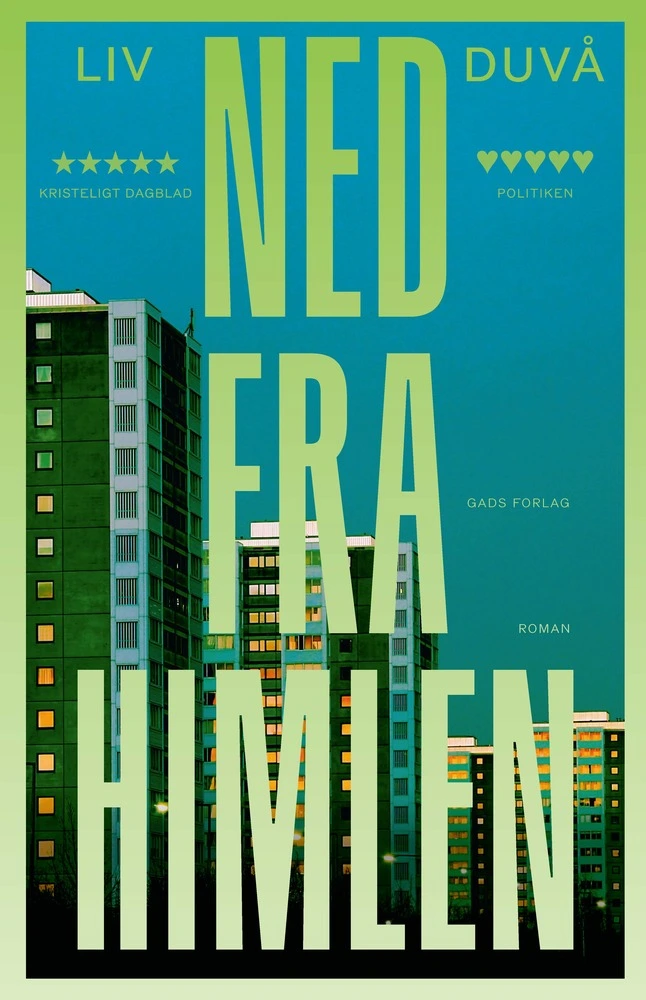 LIV
NED
DUVÅ
★★★★★
KRISTELIGT DAGBLAD
♥♥♥♥♥
POLITIKEN
FRA
GADS FORLAG
ROMAN
HIMLEN